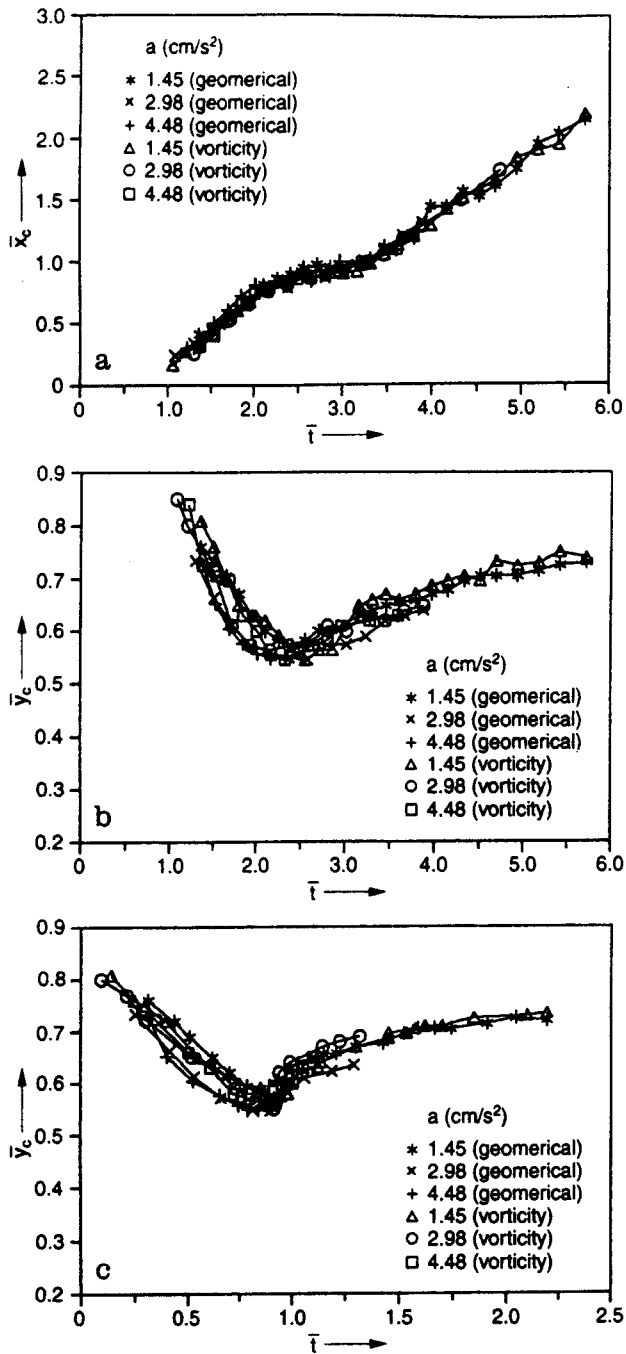 3.0
2.5
2.0
1.5
1.0
0.5
0
a (cm/s²)
* 1.45 (geomerical)
× 2.98 (geomerical)
+ 4.48 (geomerical)
△ 1.45 (vorticity)
○ 2.98 (vorticity)
□ 4.48 (vorticity)
x̄c
a
0 1.0 2.0 3.0 4.0 5.0 6.0
t̄
0.9
0.8
0.7
0.6
0.5
0.4
0.3
0.2
ȳc
a (cm/s²)
* 1.45 (geomerical)
× 2.98 (geomerical)
+ 4.48 (geomerical)
△ 1.45 (vorticity)
○ 2.98 (vorticity)
□ 4.48 (vorticity)
b
0 1.0 2.0 3.0 4.0 5.0 6.0
t̄
0.9
0.8
0.7
0.6
0.5
0.4
0.3
0.2
ȳc
a (cm/s²)
* 1.45 (geomerical)
× 2.98 (geomerical)
+ 4.48 (geomerical)
△ 1.45 (vorticity)
○ 2.98 (vorticity)
□ 4.48 (vorticity)
c
0 0.5 1.0 1.5 2.0 2.5
t̄